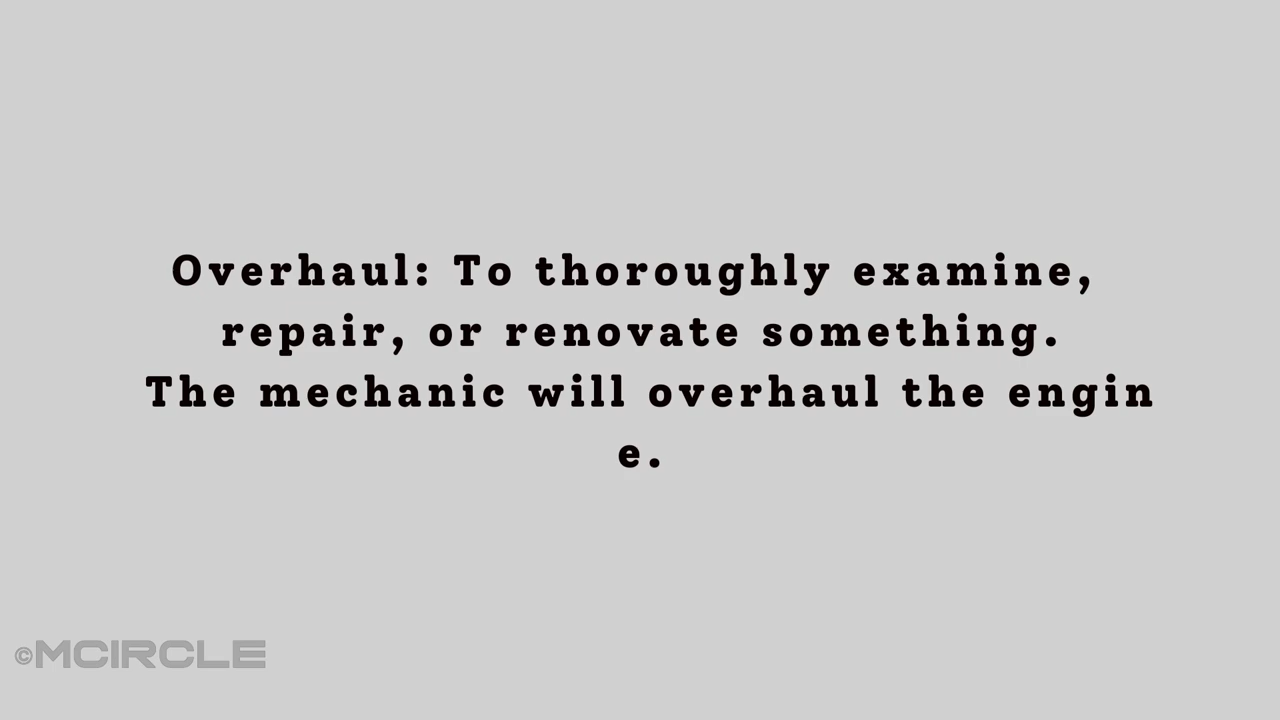 Overhaul: To thoroughly examine,
repair, or renovate something.
The mechanic will overhaul the engin
e.
©MCIRCLE